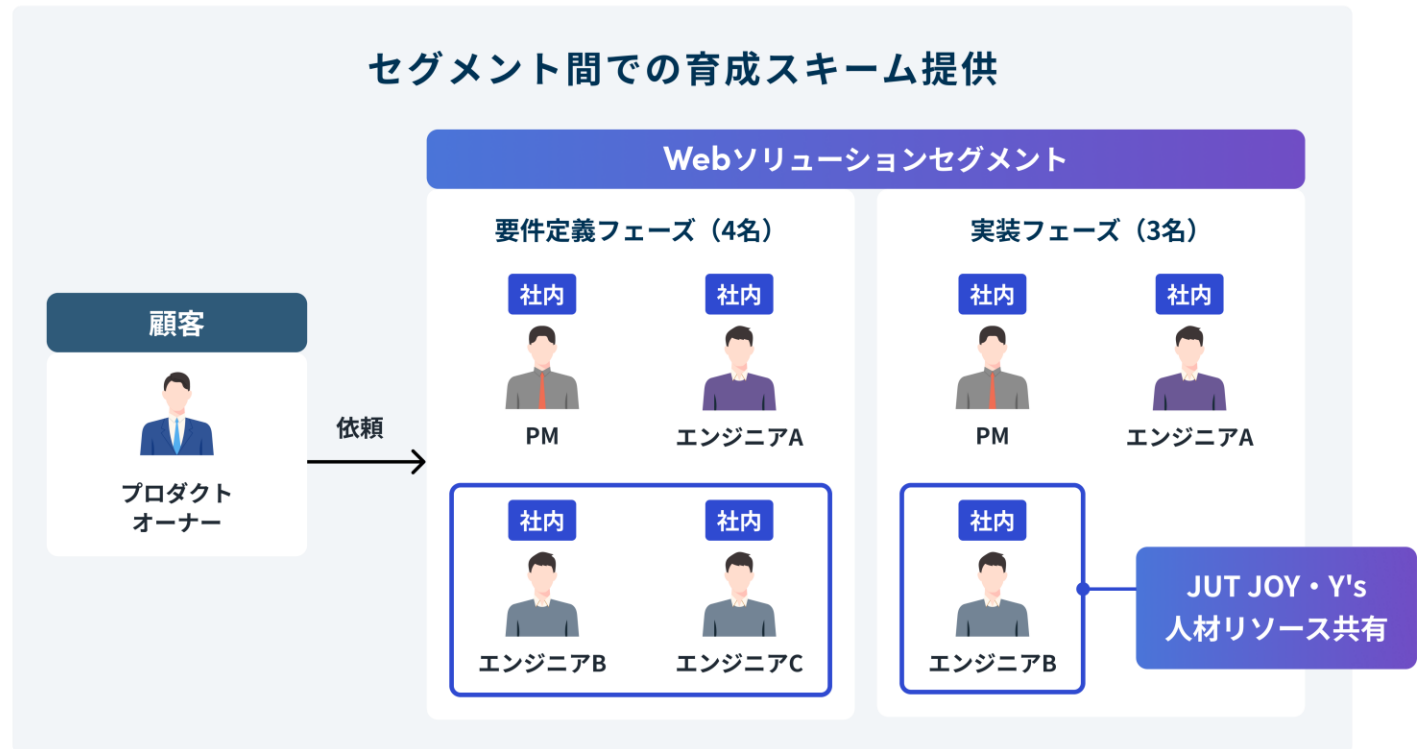 セグメント間での育成スキーム提供
Webソリューションセグメント
顧客
プロダクト
オーナー
依頼
要件定義フェーズ（4名）
社内
社内
PM
エンジニアA
社内
社内
エンジニアB
エンジニアC
実装フェーズ（3名）
社内
社内
PM
エンジニアA
社内
エンジニアB
JUT JOY・Y's
人材リソース共有